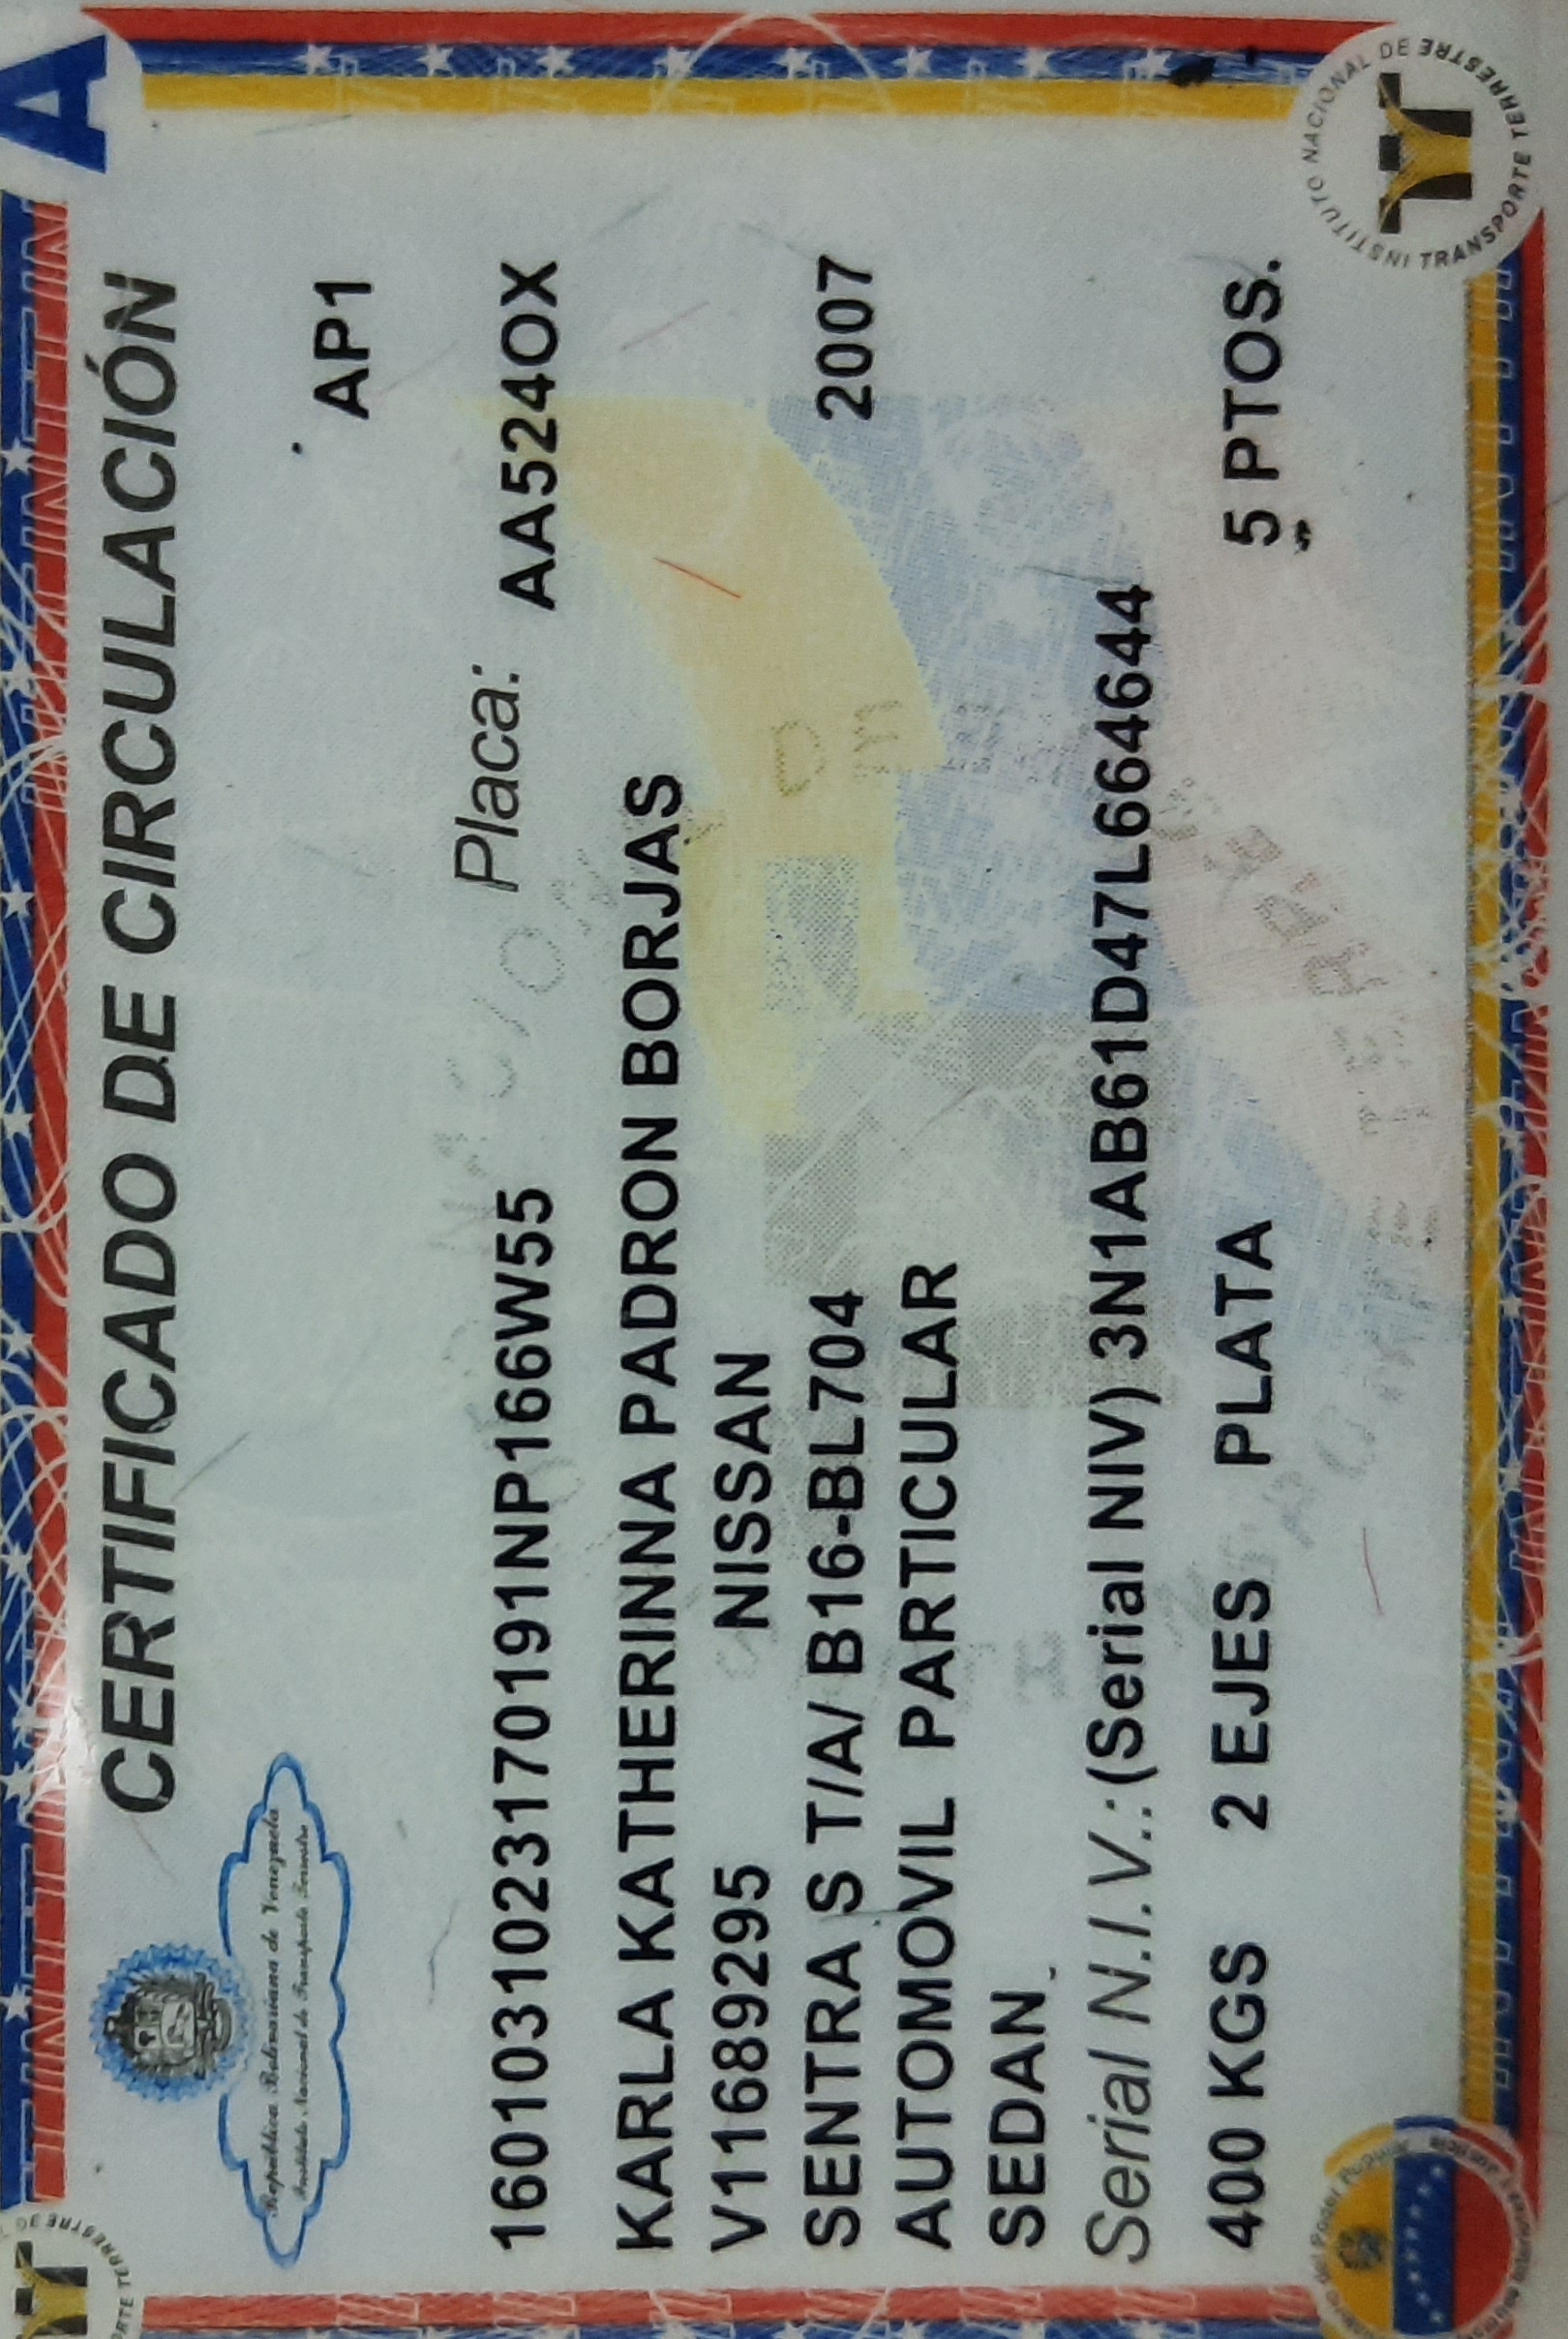 CERTIFICADO DE CIRCULACIÓN
A
República Bolivariana de Venezuela
Instituto Nacional de Transporte Terrestre
AP1
1601031023170191NP166W55 Placa: AA524OX
KARLA KATHERINNA PADRON BORJAS
V11689295 NISSAN
SENTRA S T/A/ B16-BL704 2007
AUTOMOVIL PARTICULAR
SEDAN
Serial N.I.V.: (Serial NIV) 3N1AB61D47L664644
400 KGS 2 EJES PLATA 5 PTOS.
INSTITUTO NACIONAL DE TRANSPORTE TERRESTRE